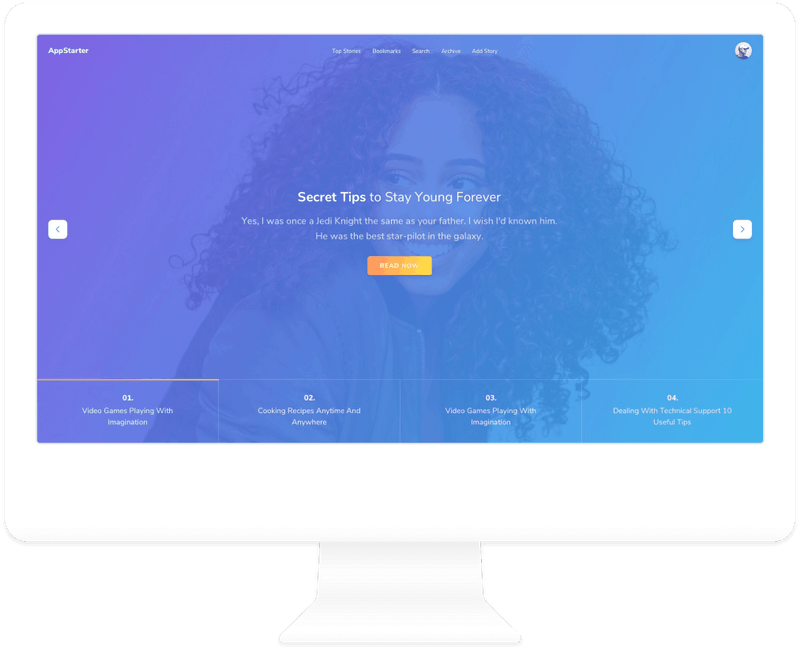 AppStarter
Top Stories Bookmarks Search Archive Add Story
Secret Tips to Stay Young Forever
Yes, I was once a Jedi Knight the same as your father. I wish I'd known him.
He was the best star-pilot in the galaxy.
READ NOW
01.
Video Games Playing With
Imagination
02.
Cooking Recipes Anytime And
Anywhere
03.
Video Games Playing With
Imagination
04.
Dealing With Technical Support 10
Useful Tips